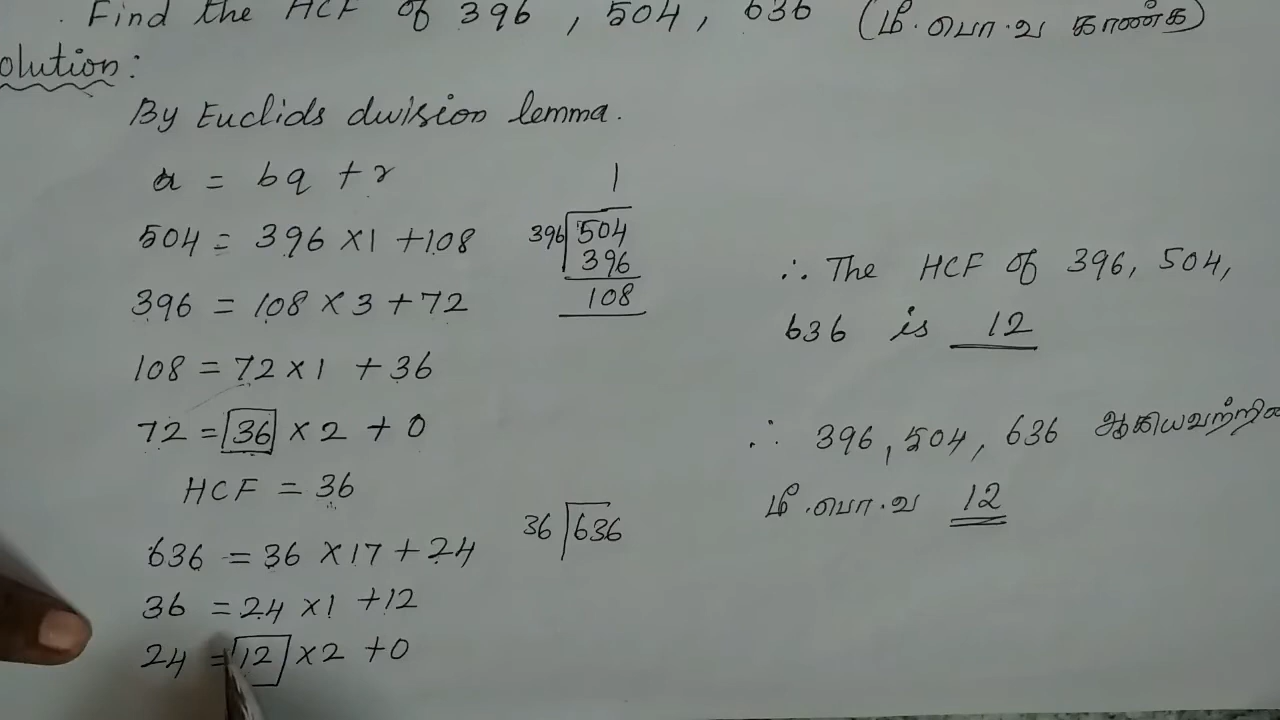 Find the HCF of 396, 504, 636 (மீ.பொ.வ காண்க)
olution:
By Euclids division lemma.
a = bq + r
504 = 396 × 1 + 108
396 = 108 × 3 + 72
108 = 72 × 1 + 36
72 = 36 × 2 + 0
HCF = 36
636 = 36 × 17 + 24
36 = 24 × 1 + 12
24 = 12 × 2 + 0
1
396 504
396
108
36 636
∴ The HCF of 396, 504,
636 is 12
∴ 396, 504, 636 ஆகியவற்றின்
மீ.பொ.வ 12